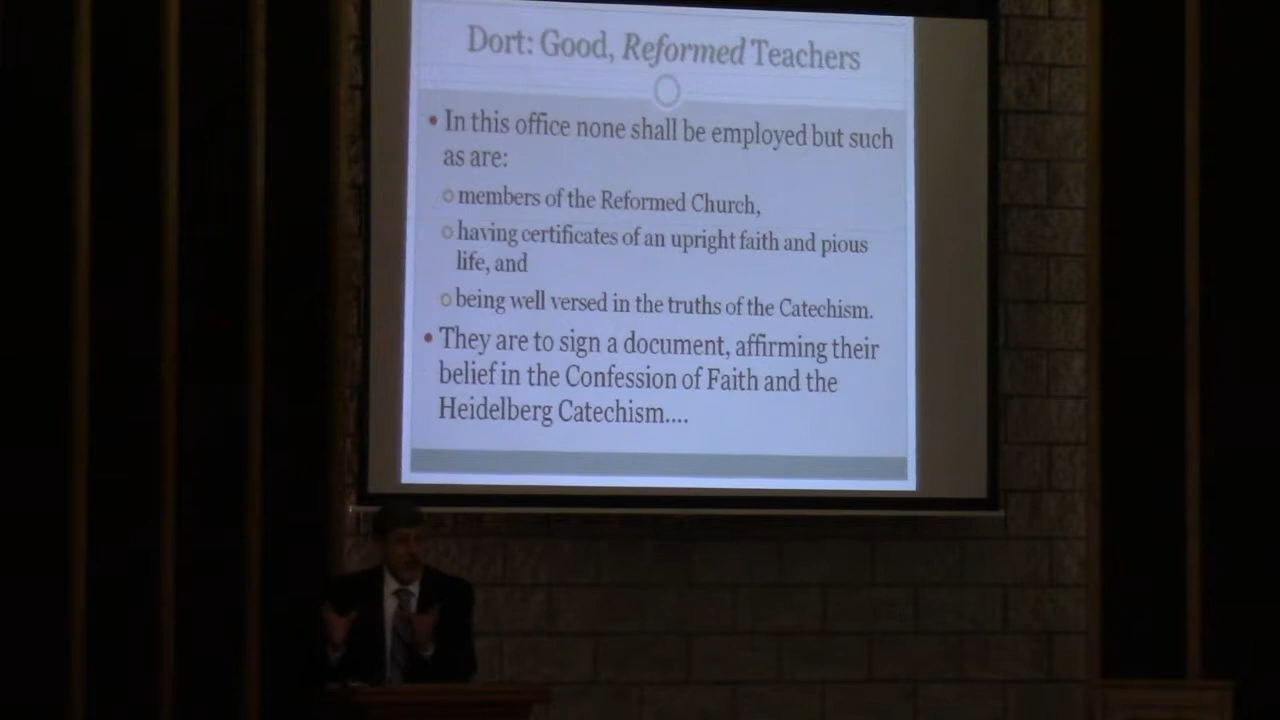 Dort: Good, Reformed Teachers
• In this office none shall be employed but such
as are:
○ members of the Reformed Church,
○ having certificates of an upright faith and pious
life, and
○ being well versed in the truths of the Catechism.
• They are to sign a document, affirming their
belief in the Confession of Faith and the
Heidelberg Catechism....